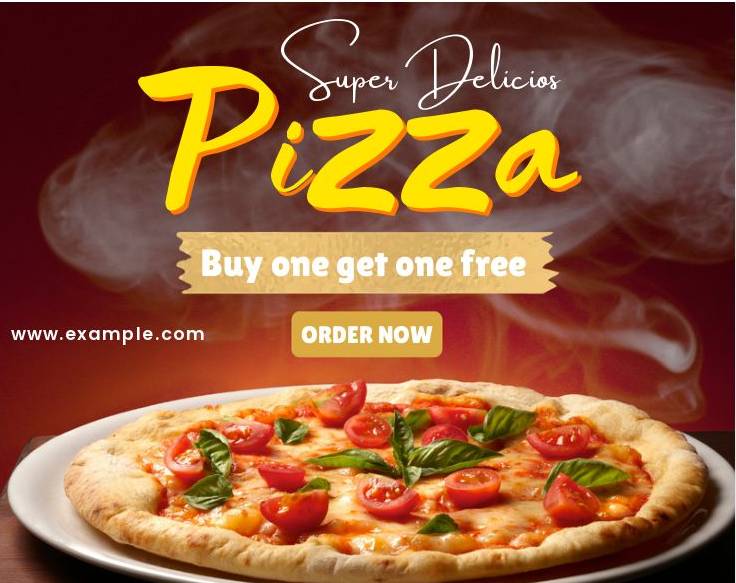 Super Delicios
Pizza
Buy one get one free
www.example.com
ORDER NOW